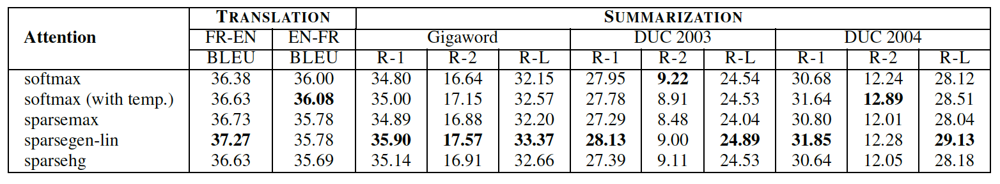 TRANSLATION SUMMARIZATION
Attention FR-EN EN-FR Gigaword DUC 2003 DUC 2004
BLEU BLEU R-1 R-2 R-L R-1 R-2 R-L R-1 R-2 R-L
softmax 36.38 36.00 34.80 16.64 32.15 27.95 9.22 24.54 30.68 12.24 28.12
softmax (with temp.) 36.63 36.08 35.00 17.15 32.57 27.78 8.91 24.53 31.64 12.89 28.51
sparsemax 36.73 35.78 34.89 16.88 32.20 27.29 8.48 24.04 30.80 12.01 28.04
sparsegen-lin 37.27 35.78 35.90 17.57 33.37 28.13 9.00 24.89 31.85 12.28 29.13
sparsehg 36.63 35.69 35.14 16.91 32.66 27.39 9.11 24.53 30.64 12.05 28.18